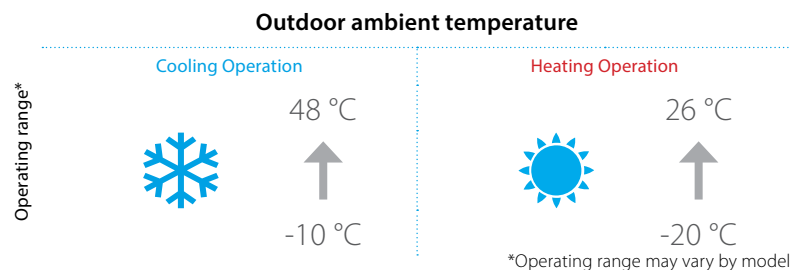 Outdoor ambient temperature
Operating range*
Cooling Operation
48 °C
-10 °C
Heating Operation
26 °C
-20 °C
*Operating range may vary by model